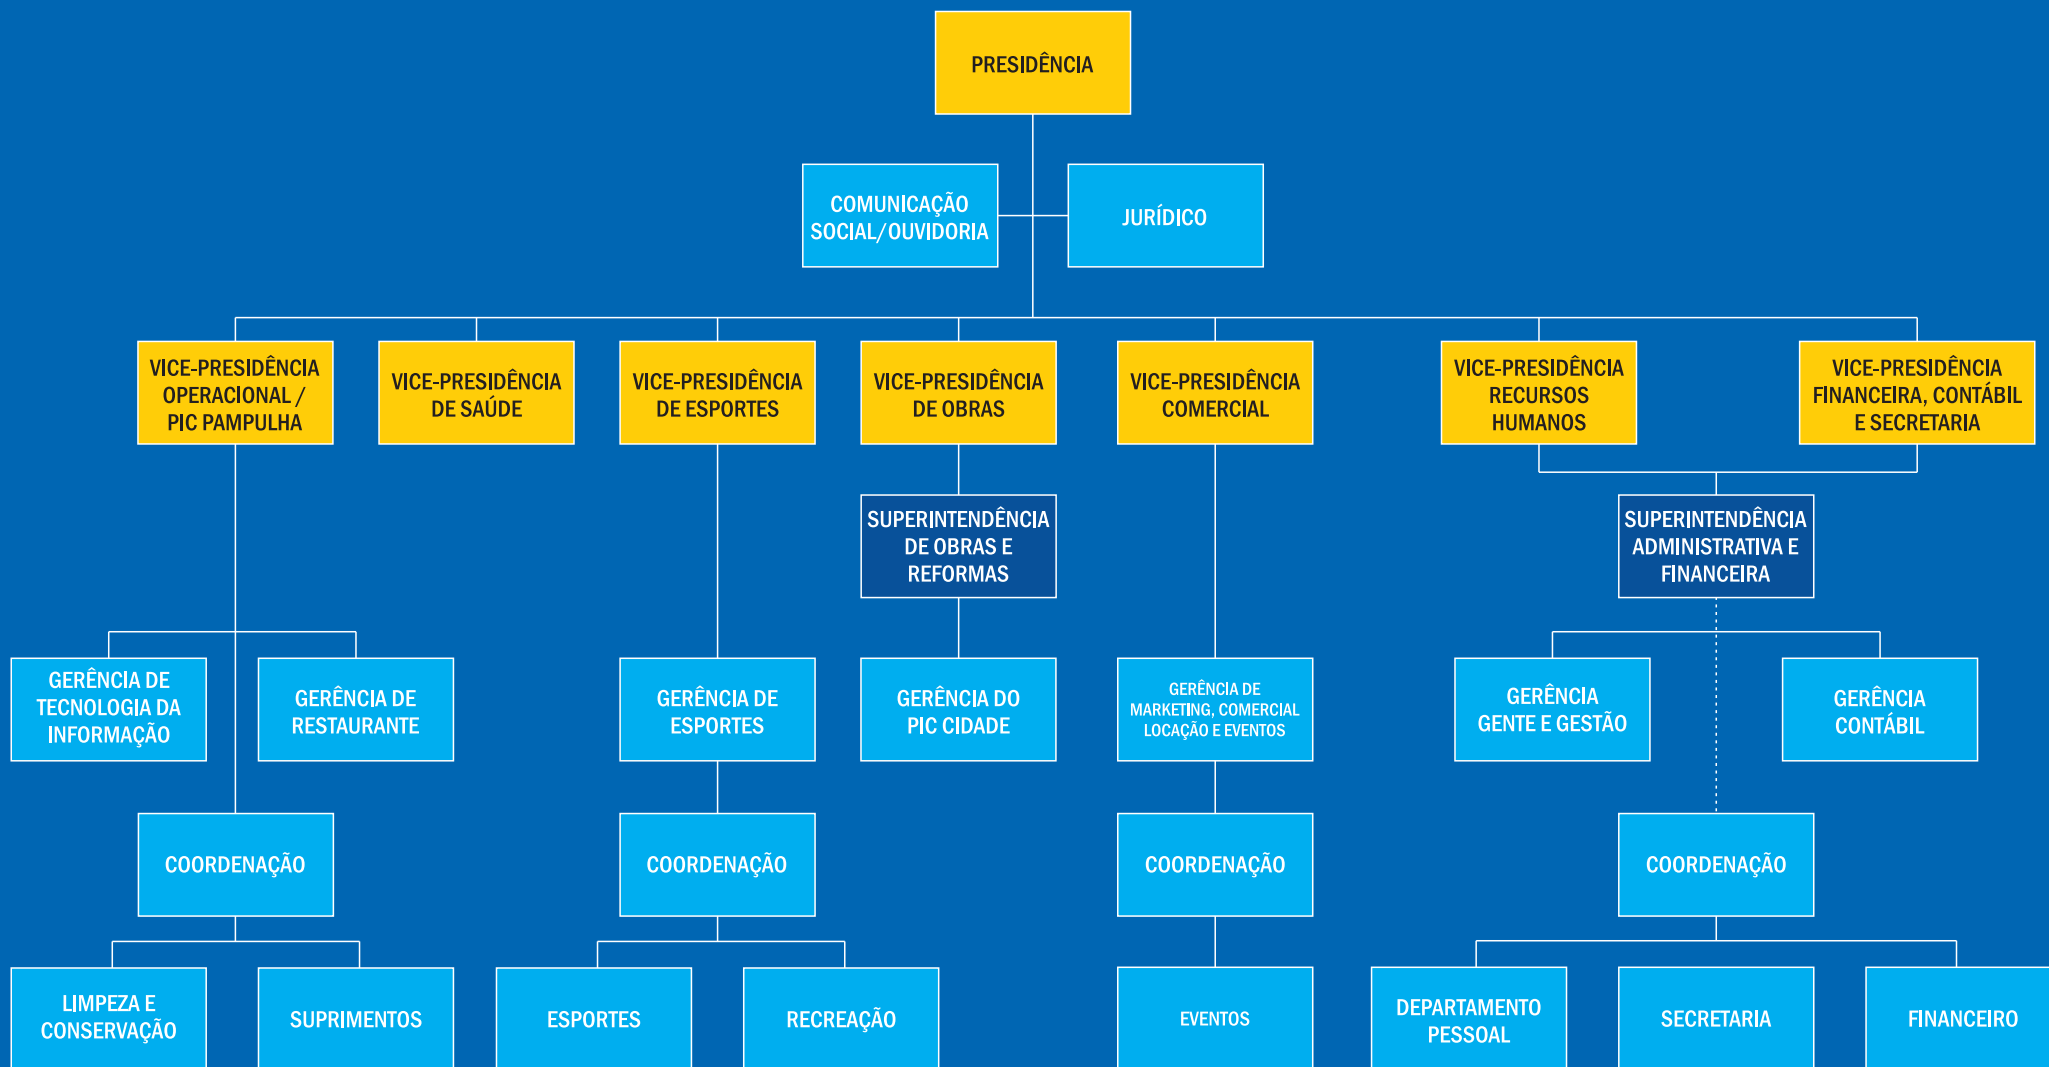 PRESIDÊNCIA
COMUNICAÇÃO
SOCIAL/OUVIDORIA
JURÍDICO
VICE-PRESIDÊNCIA
OPERACIONAL /
PIC PAMPULHA
VICE-PRESIDÊNCIA
DE SAÚDE
VICE-PRESIDÊNCIA
DE ESPORTES
VICE-PRESIDÊNCIA
DE OBRAS
VICE-PRESIDÊNCIA
COMERCIAL
VICE-PRESIDÊNCIA
RECURSOS
HUMANOS
VICE-PRESIDÊNCIA
FINANCEIRA, CONTÁBIL
E SECRETARIA
SUPERINTENDÊNCIA
DE OBRAS E
REFORMAS
SUPERINTENDÊNCIA
ADMINISTRATIVA E
FINANCEIRA
GERÊNCIA DE
TECNOLOGIA DA
INFORMAÇÃO
GERÊNCIA DE
RESTAURANTE
GERÊNCIA DE
ESPORTES
GERÊNCIA DO
PIC CIDADE
GERÊNCIA DE
MARKETING, COMERCIAL
LOCAÇÃO E EVENTOS
GERÊNCIA
GENTE E GESTÃO
GERÊNCIA
CONTÁBIL
COORDENAÇÃO
COORDENAÇÃO
COORDENAÇÃO
COORDENAÇÃO
LIMPEZA E
CONSERVAÇÃO
SUPRIMENTOS
ESPORTES
RECREAÇÃO
EVENTOS
DEPARTAMENTO
PESSOAL
SECRETARIA
FINANCEIRO